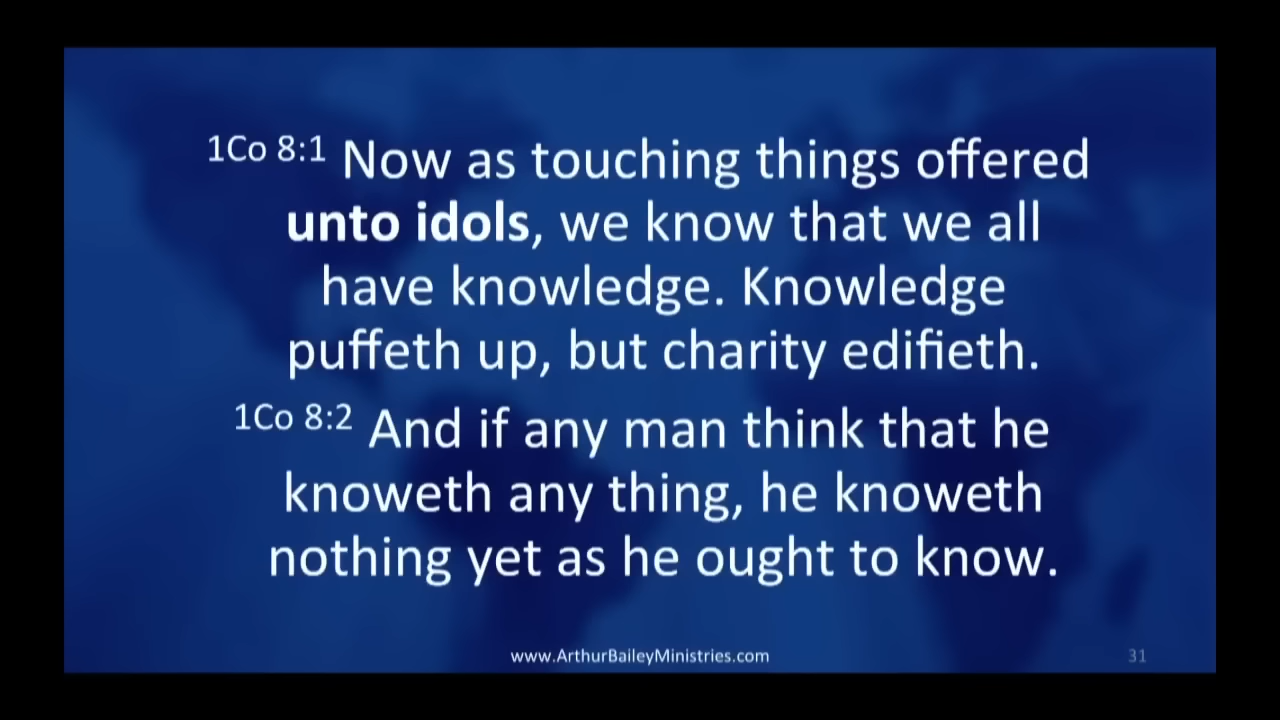 1Co 8:1 Now as touching things offered
unto idols, we know that we all
have knowledge. Knowledge
puffeth up, but charity edifieth.
1Co 8:2 And if any man think that he
knoweth any thing, he knoweth
nothing yet as he ought to know.
www.ArthurBaileyMinistries.com
31